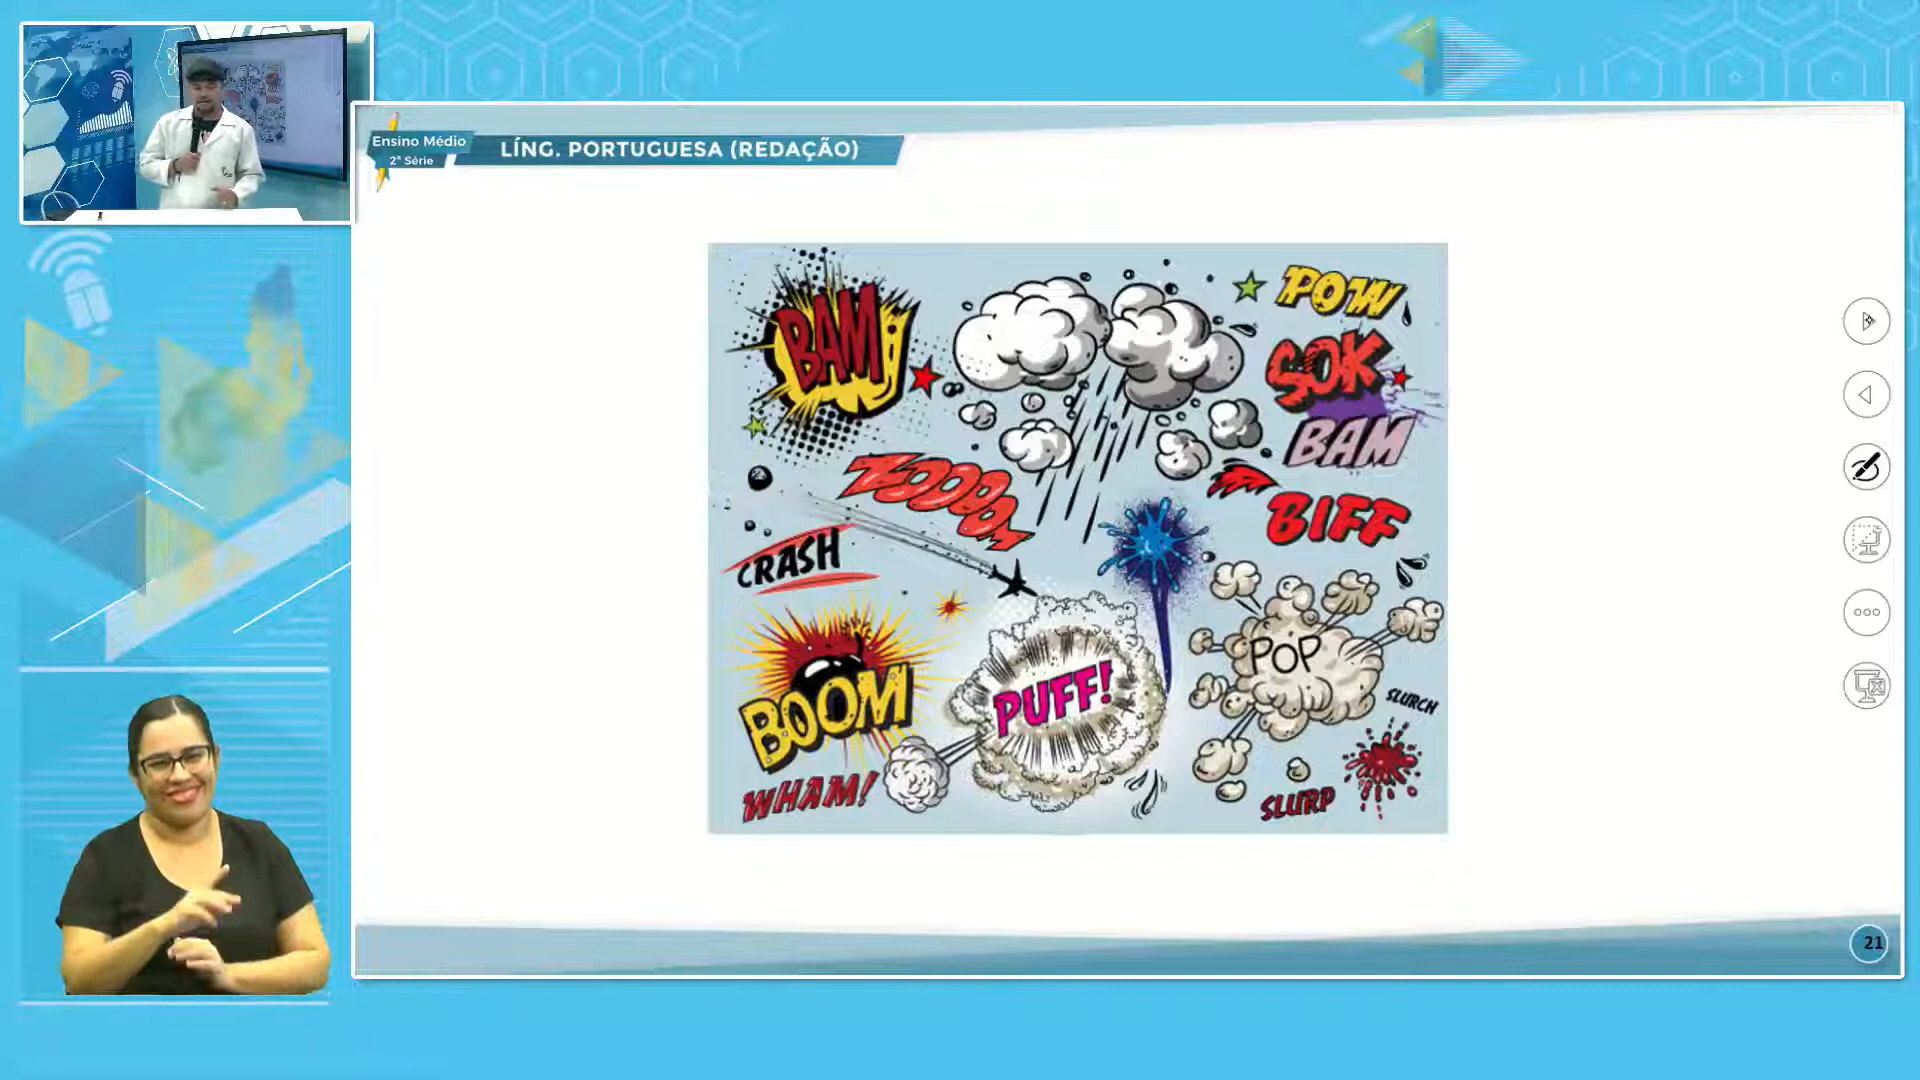 Ensino Médio
2ª Série
LÍNG. PORTUGUESA (REDAÇÃO)
BAM
POW
SOK
BAM
ZOOOOM
BIFF
CRASH
POP
PUFF!
BOOM
SLURCH
WHAM!
SLURP
21